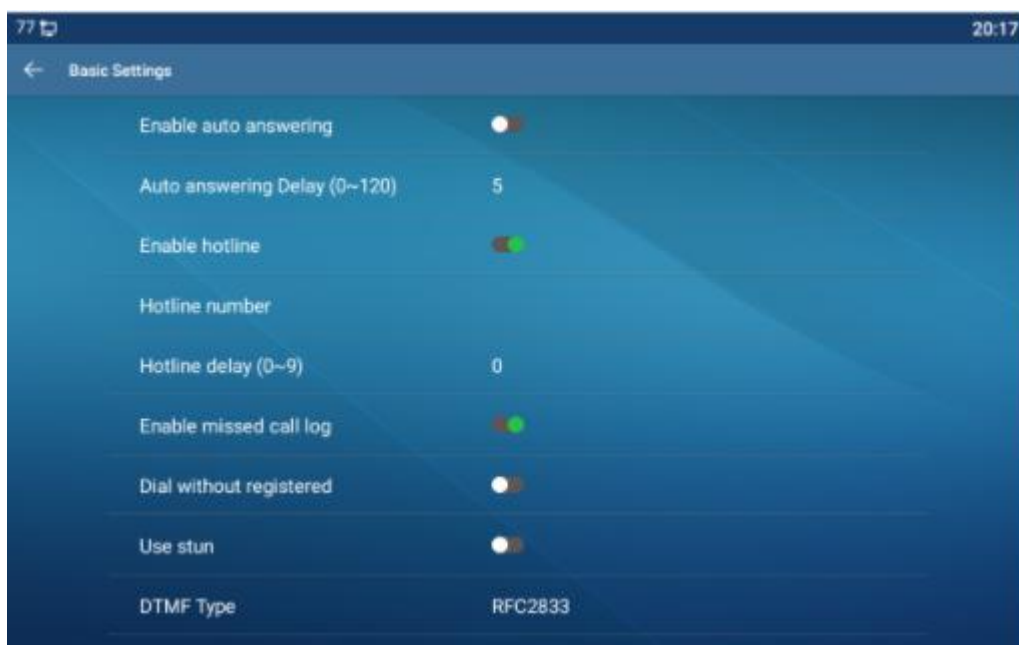 77 20:17
Basic Settings
Enable auto answering
Auto answering Delay (0~120) 5
Enable hotline
Hotline number
Hotline delay (0~9) 0
Enable missed call log
Dial without registered
Use stun
DTMF Type RFC2833